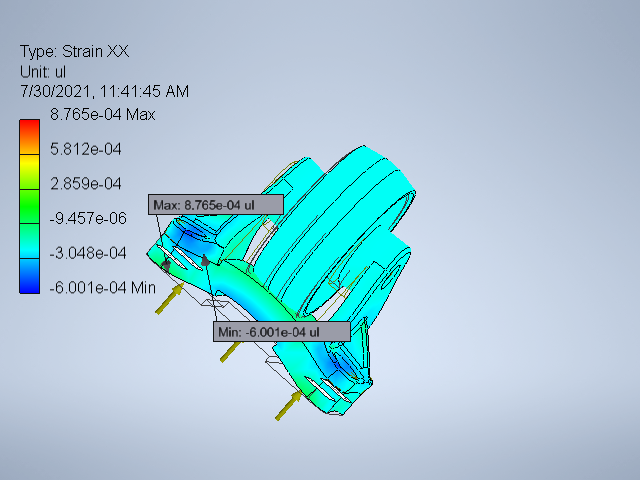 Type: Strain XX
Unit: ul
7/30/2021, 11:41:45 AM
8.765e-04 Max
5.812e-04
2.859e-04
-9.457e-06
-3.048e-04
-6.001e-04 Min
Max: 8.765e-04 ul
Min: -6.001e-04 ul